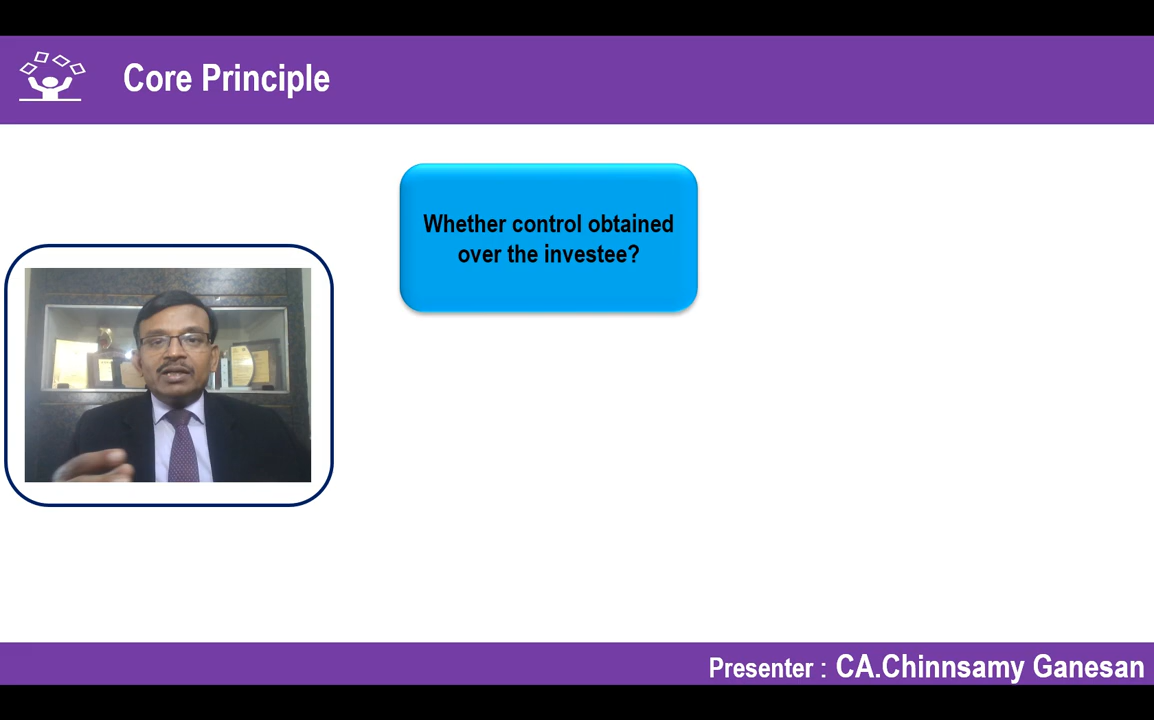 Core Principle
Whether control obtained
over the investee?
Presenter : CA.Chinnsamy Ganesan